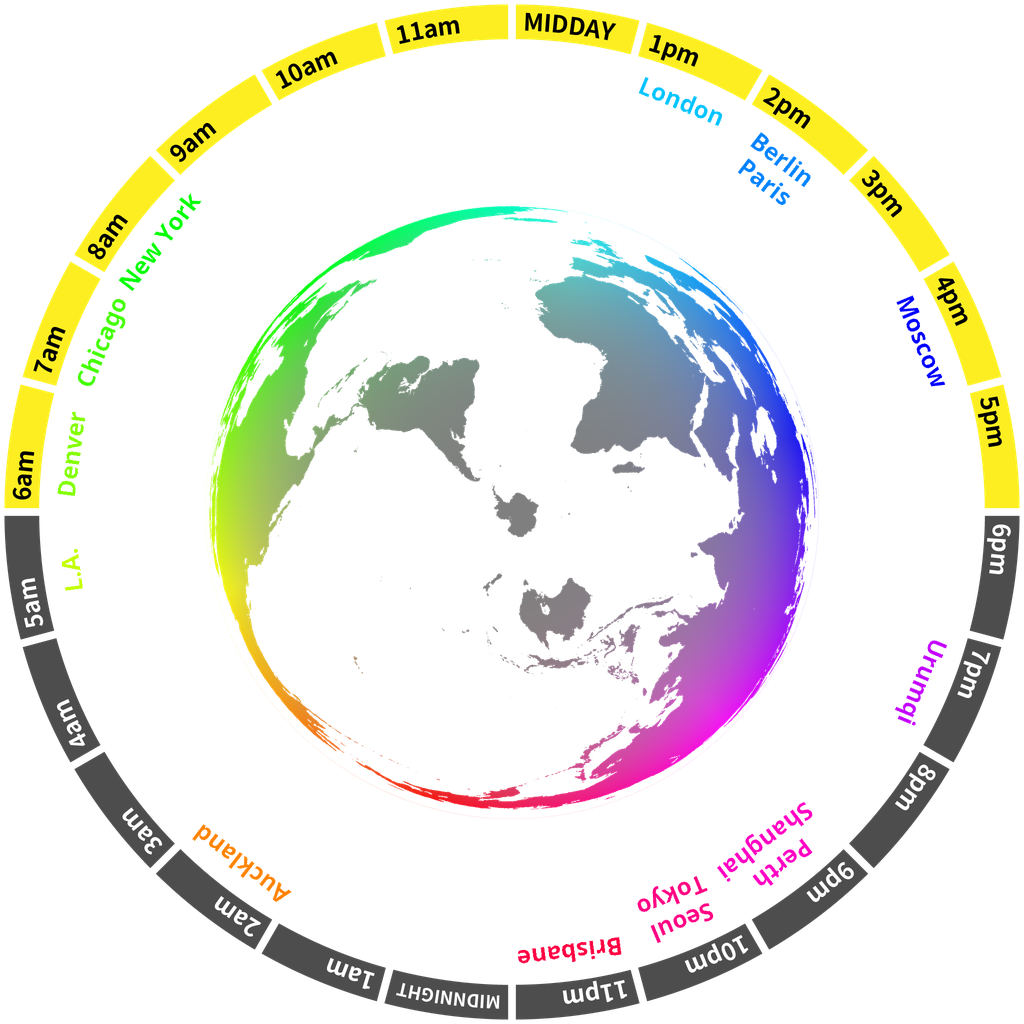 MIDDAY
1pm
2pm
3pm
4pm
5pm
6pm
7pm
8pm
9pm
10pm
11pm
MIDNNIGHT
1am
2am
3am
4am
5am
6am
7am
8am
9am
10am
11am
London
Berlin
Paris
Moscow
Urumqi
Perth
Shanghai
Seoul
Tokyo
Brisbane
Auckland
L.A.
Denver
Chicago
New York